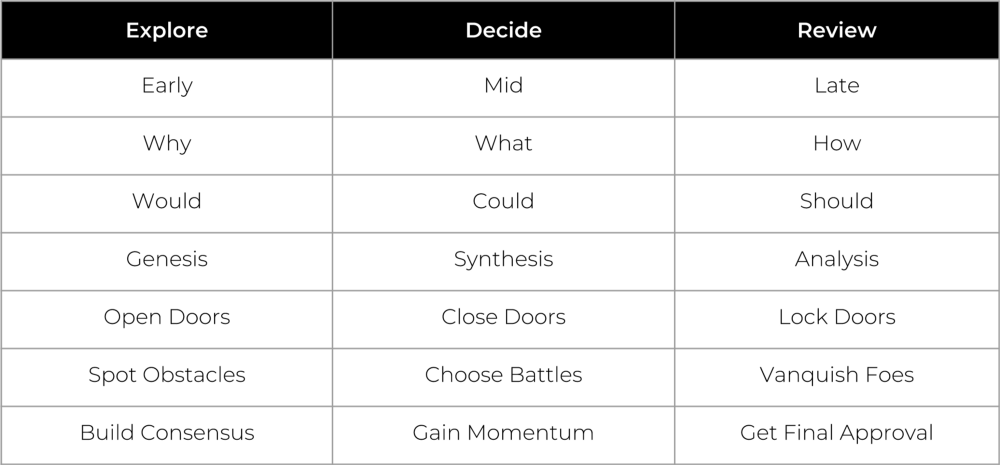 Explore Decide Review
Early Mid Late
Why What How
Would Could Should
Genesis Synthesis Analysis
Open Doors Close Doors Lock Doors
Spot Obstacles Choose Battles Vanquish Foes
Build Consensus Gain Momentum Get Final Approval